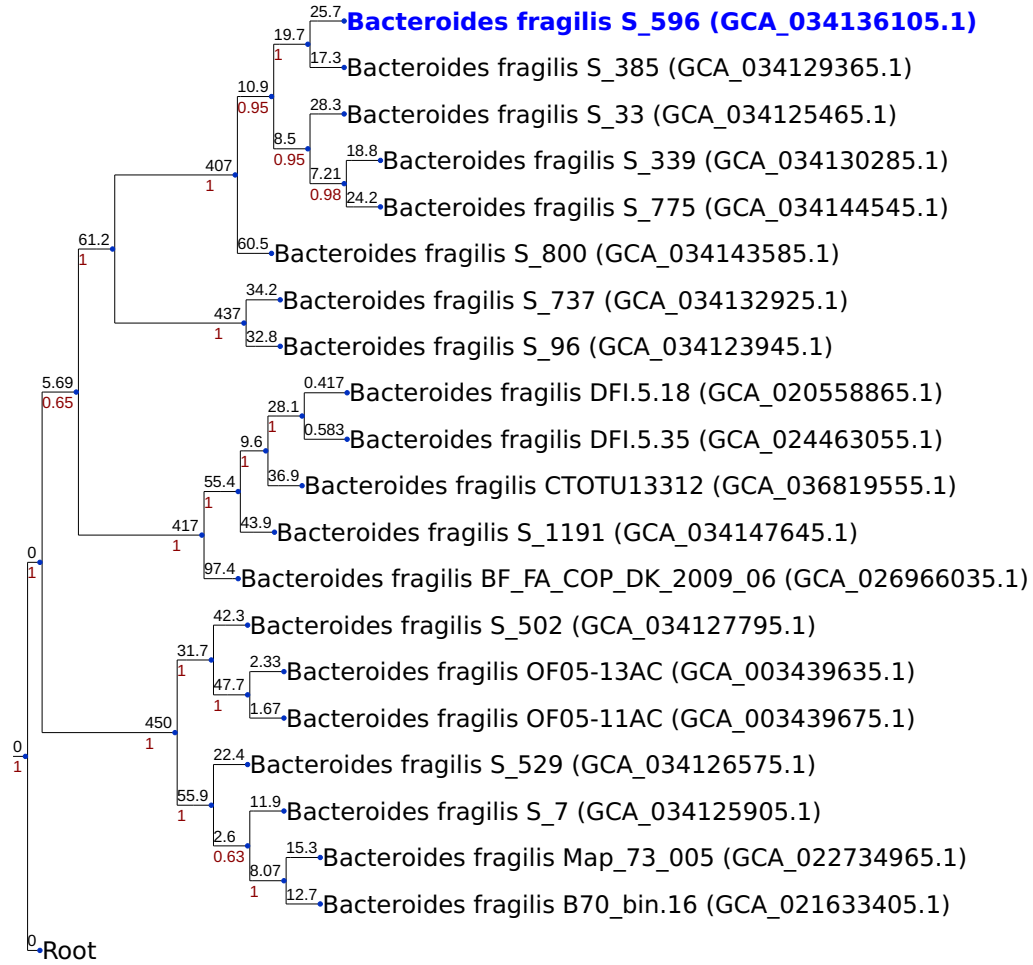 25.7
Bacteroides fragilis S_596 (GCA_034136105.1)
19.7
1
17.3
Bacteroides fragilis S_385 (GCA_034129365.1)
10.9
0.95
28.3
Bacteroides fragilis S_33 (GCA_034125465.1)
8.5
0.95
18.8
Bacteroides fragilis S_339 (GCA_034130285.1)
7.21
0.98
407
1
24.2
Bacteroides fragilis S_775 (GCA_034144545.1)
61.2
1
60.5
Bacteroides fragilis S_800 (GCA_034143585.1)
34.2
Bacteroides fragilis S_737 (GCA_034132925.1)
437
1
32.8
Bacteroides fragilis S_96 (GCA_034123945.1)
5.69
0.65
0.417
Bacteroides fragilis DFI.5.18 (GCA_020558865.1)
28.1
1
0.583
Bacteroides fragilis DFI.5.35 (GCA_024463055.1)
9.6
1
36.9
Bacteroides fragilis CTOTU13312 (GCA_036819555.1)
55.4
1
43.9
Bacteroides fragilis S_1191 (GCA_034147645.1)
417
1
97.4
Bacteroides fragilis BF_FA_COP_DK_2009_06 (GCA_026966035.1)
0
1
42.3
Bacteroides fragilis S_502 (GCA_034127795.1)
31.7
1
2.33
Bacteroides fragilis OF05-13AC (GCA_003439635.1)
47.7
1
1.67
Bacteroides fragilis OF05-11AC (GCA_003439675.1)
450
1
22.4
Bacteroides fragilis S_529 (GCA_034126575.1)
0
1
55.9
1
11.9
Bacteroides fragilis S_7 (GCA_034125905.1)
2.6
0.63
15.3
Bacteroides fragilis Map_73_005 (GCA_022734965.1)
8.07
1
12.7
Bacteroides fragilis B70_bin.16 (GCA_021633405.1)
0
Root